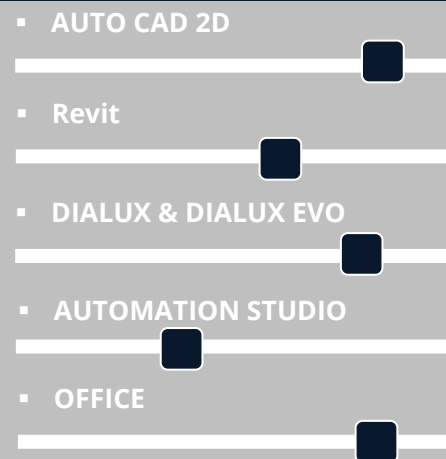 ▪ AUTO CAD 2D
▪ Revit
▪ DIALUX & DIALUX EVO
▪ AUTOMATION STUDIO
▪ OFFICE